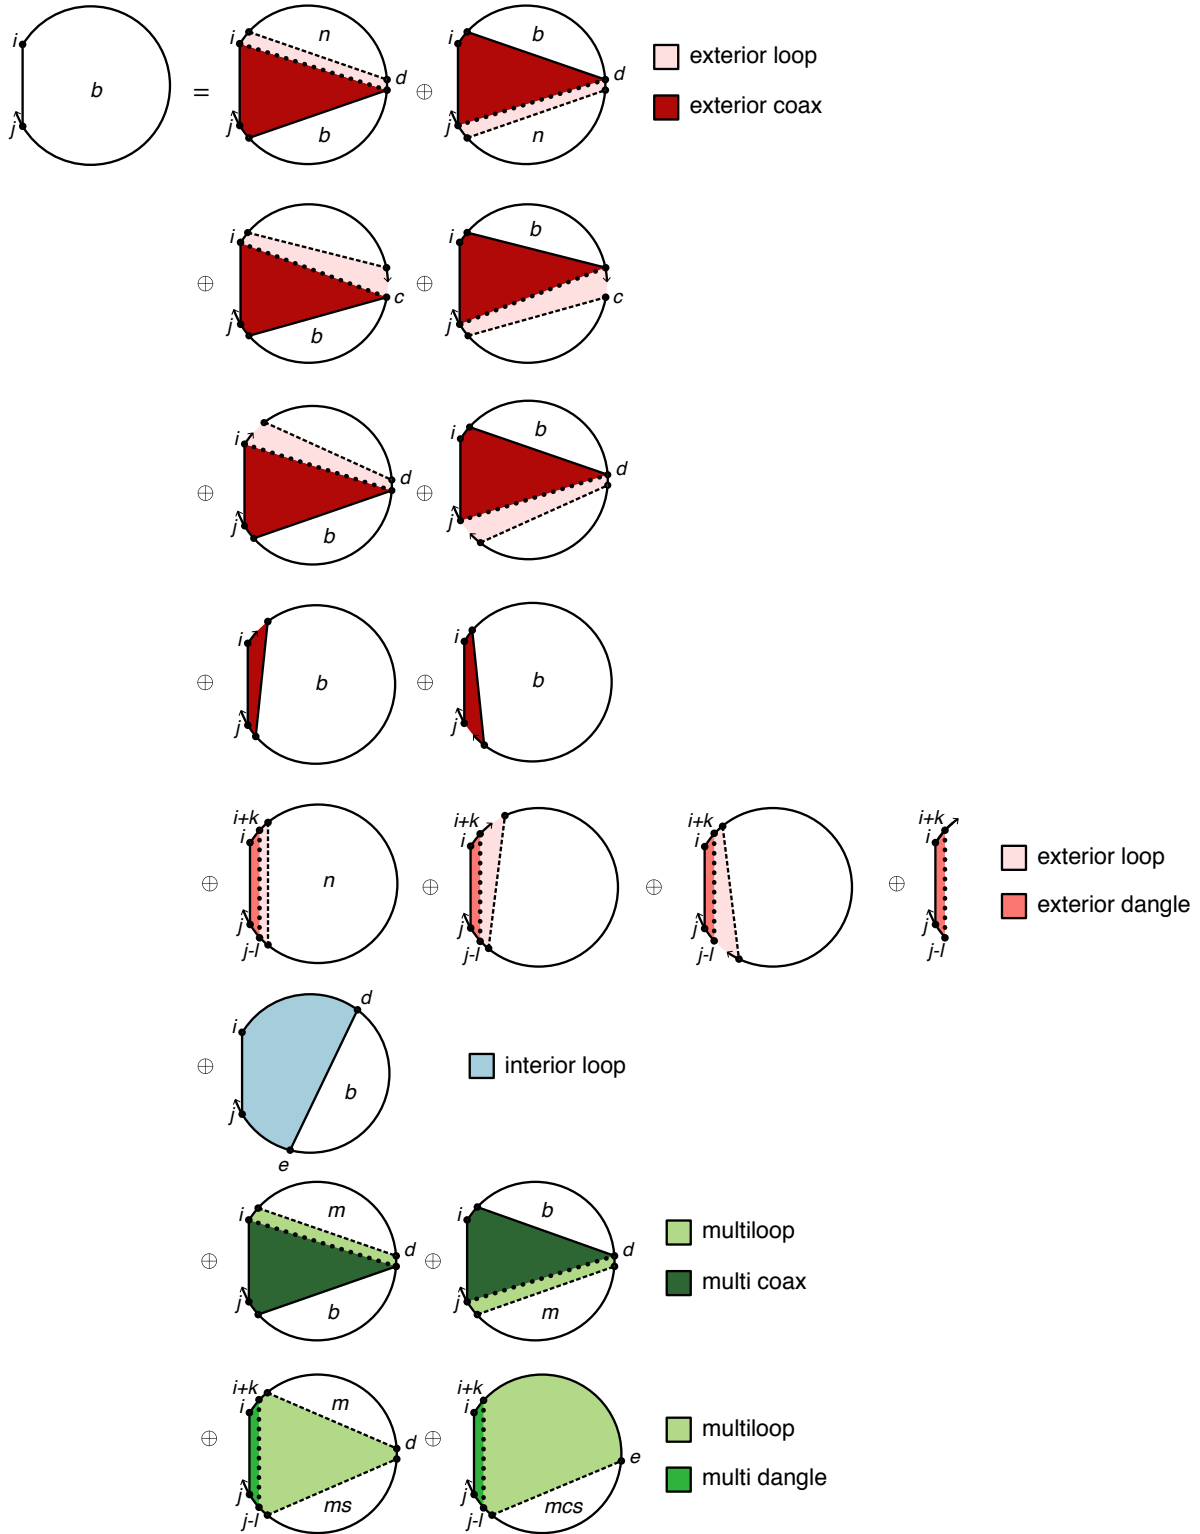 i b j = i n d j b ⊕ i b d j n exterior loop
exterior coax
⊕ i c j b ⊕ i b c j
⊕ i d j b ⊕ i b d j
⊕ i b j ⊕ i b j
⊕ i+k i n j j-l ⊕ i+k i j j-l ⊕ i+k i j j-l ⊕ i+k i j j-l exterior loop
exterior dangle
⊕ i d b j e interior loop
⊕ i m d j b ⊕ i b d j m multiloop
multi coax
⊕ i+k i m d j j-l ms ⊕ i+k i e j j-l mcs multiloop
multi dangle